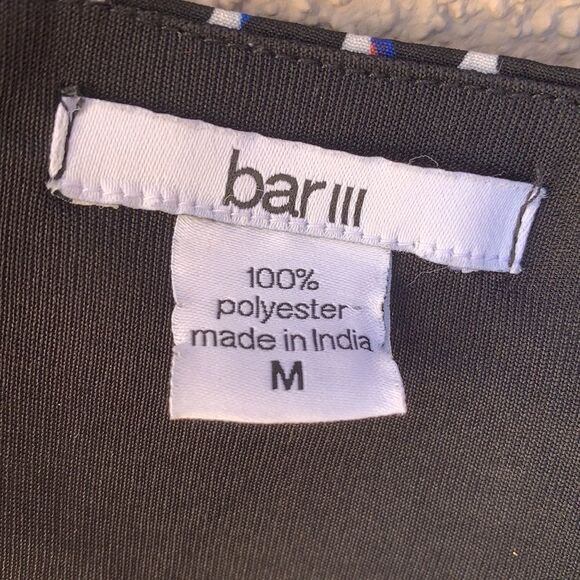 bar III
100%
polyester
made in India
M